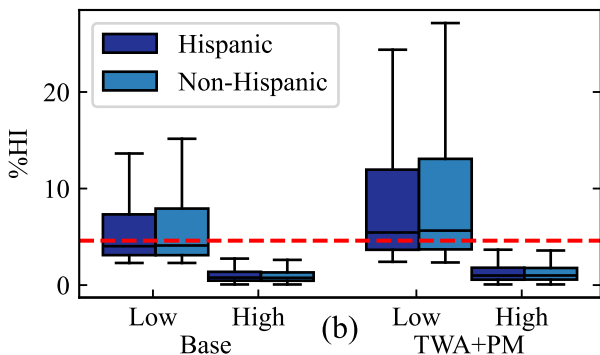 Hispanic
Non-Hispanic
%HI
20
10
0
Low High (b) Low High
Base TWA+PM